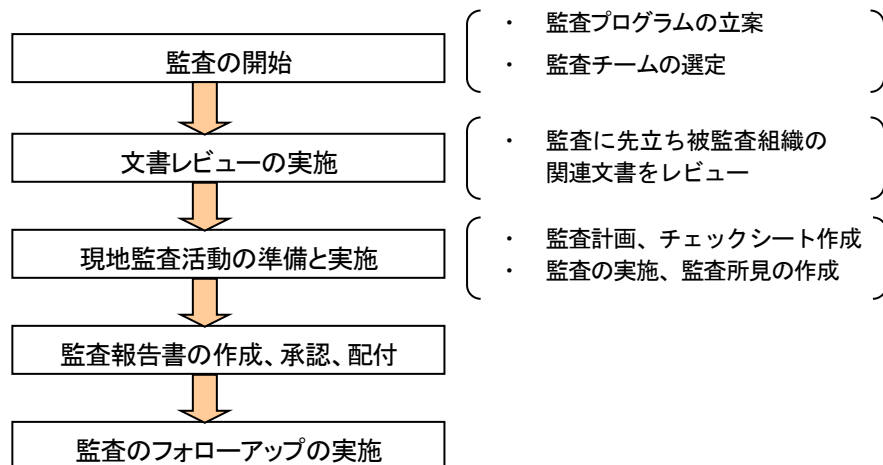 監査の開始
・ 監査プログラムの立案
・ 監査チームの選定
文書レビューの実施
・ 監査に先立ち被監査組織の
関連文書をレビュー
現地監査活動の準備と実施
・ 監査計画、チェックシート作成
・ 監査の実施、監査所見の作成
監査報告書の作成、承認、配付
監査のフォローアップの実施